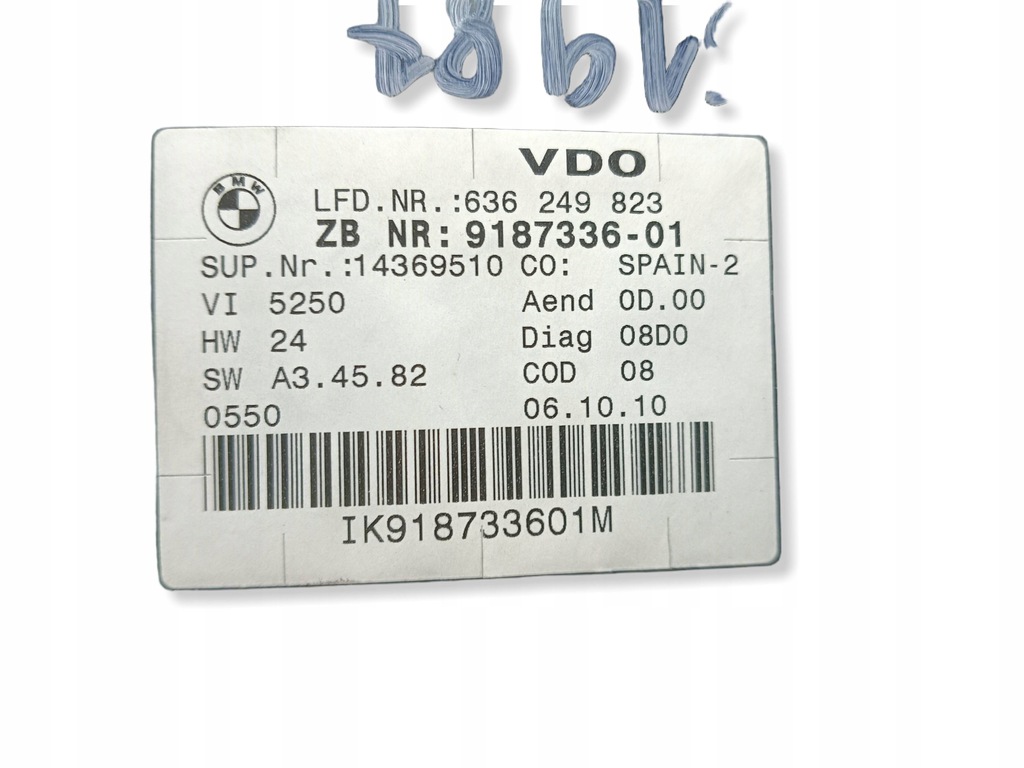 VDO
BMW
LFD.NR.:636 249 823
ZB NR: 9187336-01
SUP.Nr.:14369510 CO: SPAIN-2
VI 5250 Aend 0D.00
HW 24 Diag 08D0
SW A3.45.82 COD 08
0550 06.10.10
IK918733601M